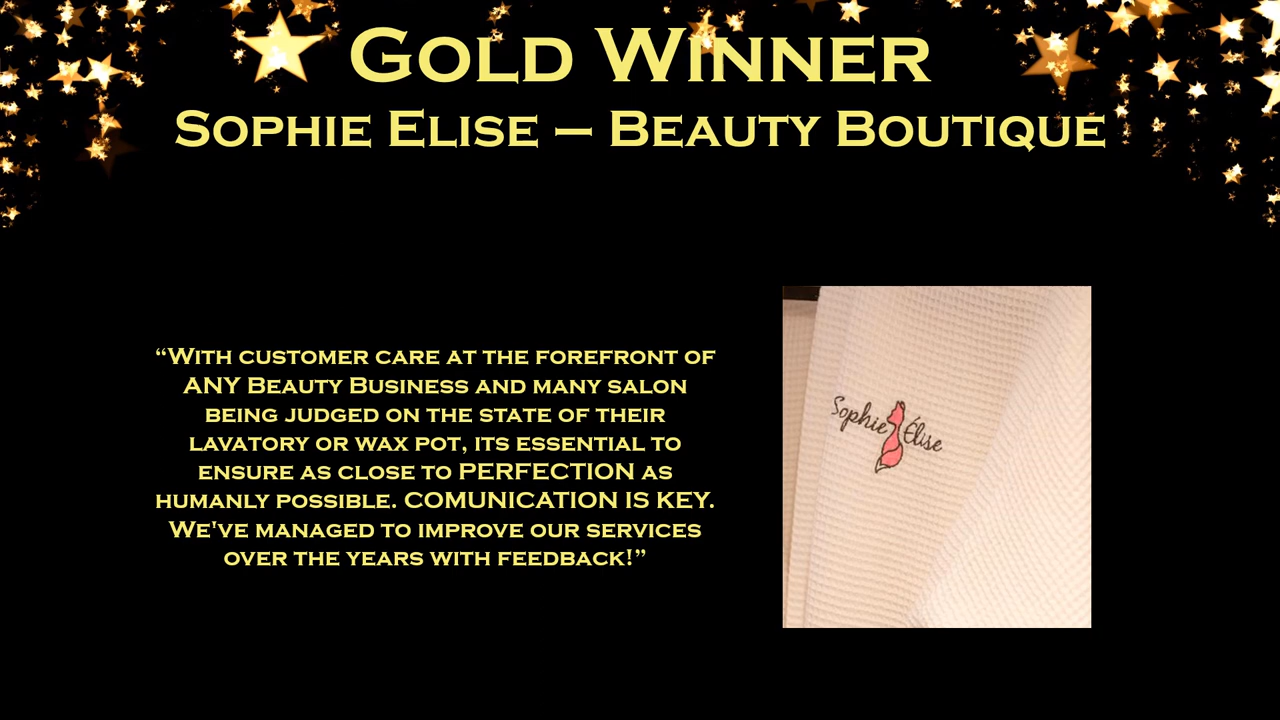 Gold Winner
Sophie Elise – Beauty Boutique
“With customer care at the forefront of
ANY Beauty Business and many salon
being judged on the state of their
lavatory or wax pot, its essential to
ensure as close to PERFECTION as
humanly possible. COMUNICATION IS KEY.
We've managed to improve our services
over the years with feedback!”
Sophie Élise